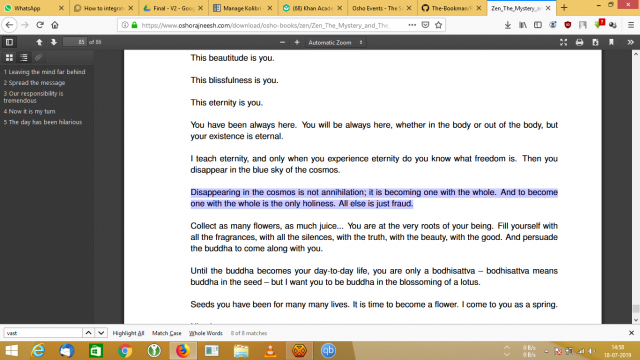 WhatsApp
How to integrat
Final - V2 - Goog
Manage Kolibri
(68) Khan Acade
Osho Events - The S
The-Bookman/
Zen_The_Mystery_and_The
https://www.oshorajneesh.com/download/osho-books/zen/Zen_The_Mystery_and_The
Search
85 of 86
Automatic Zoom
1 Leaving the mind far behind
2 Spread the message
3 Our responsibility is
tremendous
4 Now it is my turn
5 The day has been hilarious
This beautitude is you.
This blissfulness is you.
This eternity is you.
You have been always here. You will be always here, whether in the body or out of the body, but
your existence is eternal.
I teach eternity, and only when you experience eternity do you know what freedom is. Then you
disappear in the blue sky of the cosmos.
Disappearing in the cosmos is not annihilation; it is becoming one with the whole. And to become
one with the whole is the only holiness. All else is just fraud.
Collect as many flowers, as much juice... You are at the very roots of your being. Fill yourself with
all the fragrances, with all the silences, with the truth, with the beauty, with the good. And persuade
the buddha to come along with you.
Until the buddha becomes your day-to-day life, you are only a bodhisattva – bodhisattva means
buddha in the seed – but I want you to be buddha in the blossoming of a lotus.
Seeds you have been for many many lives. It is time to become a flower. I come to you as a spring.
vast
Highlight All Match Case Whole Words 8 of 8 matches
qb
0 B/s
0 B/s
14:58
18-07-2019